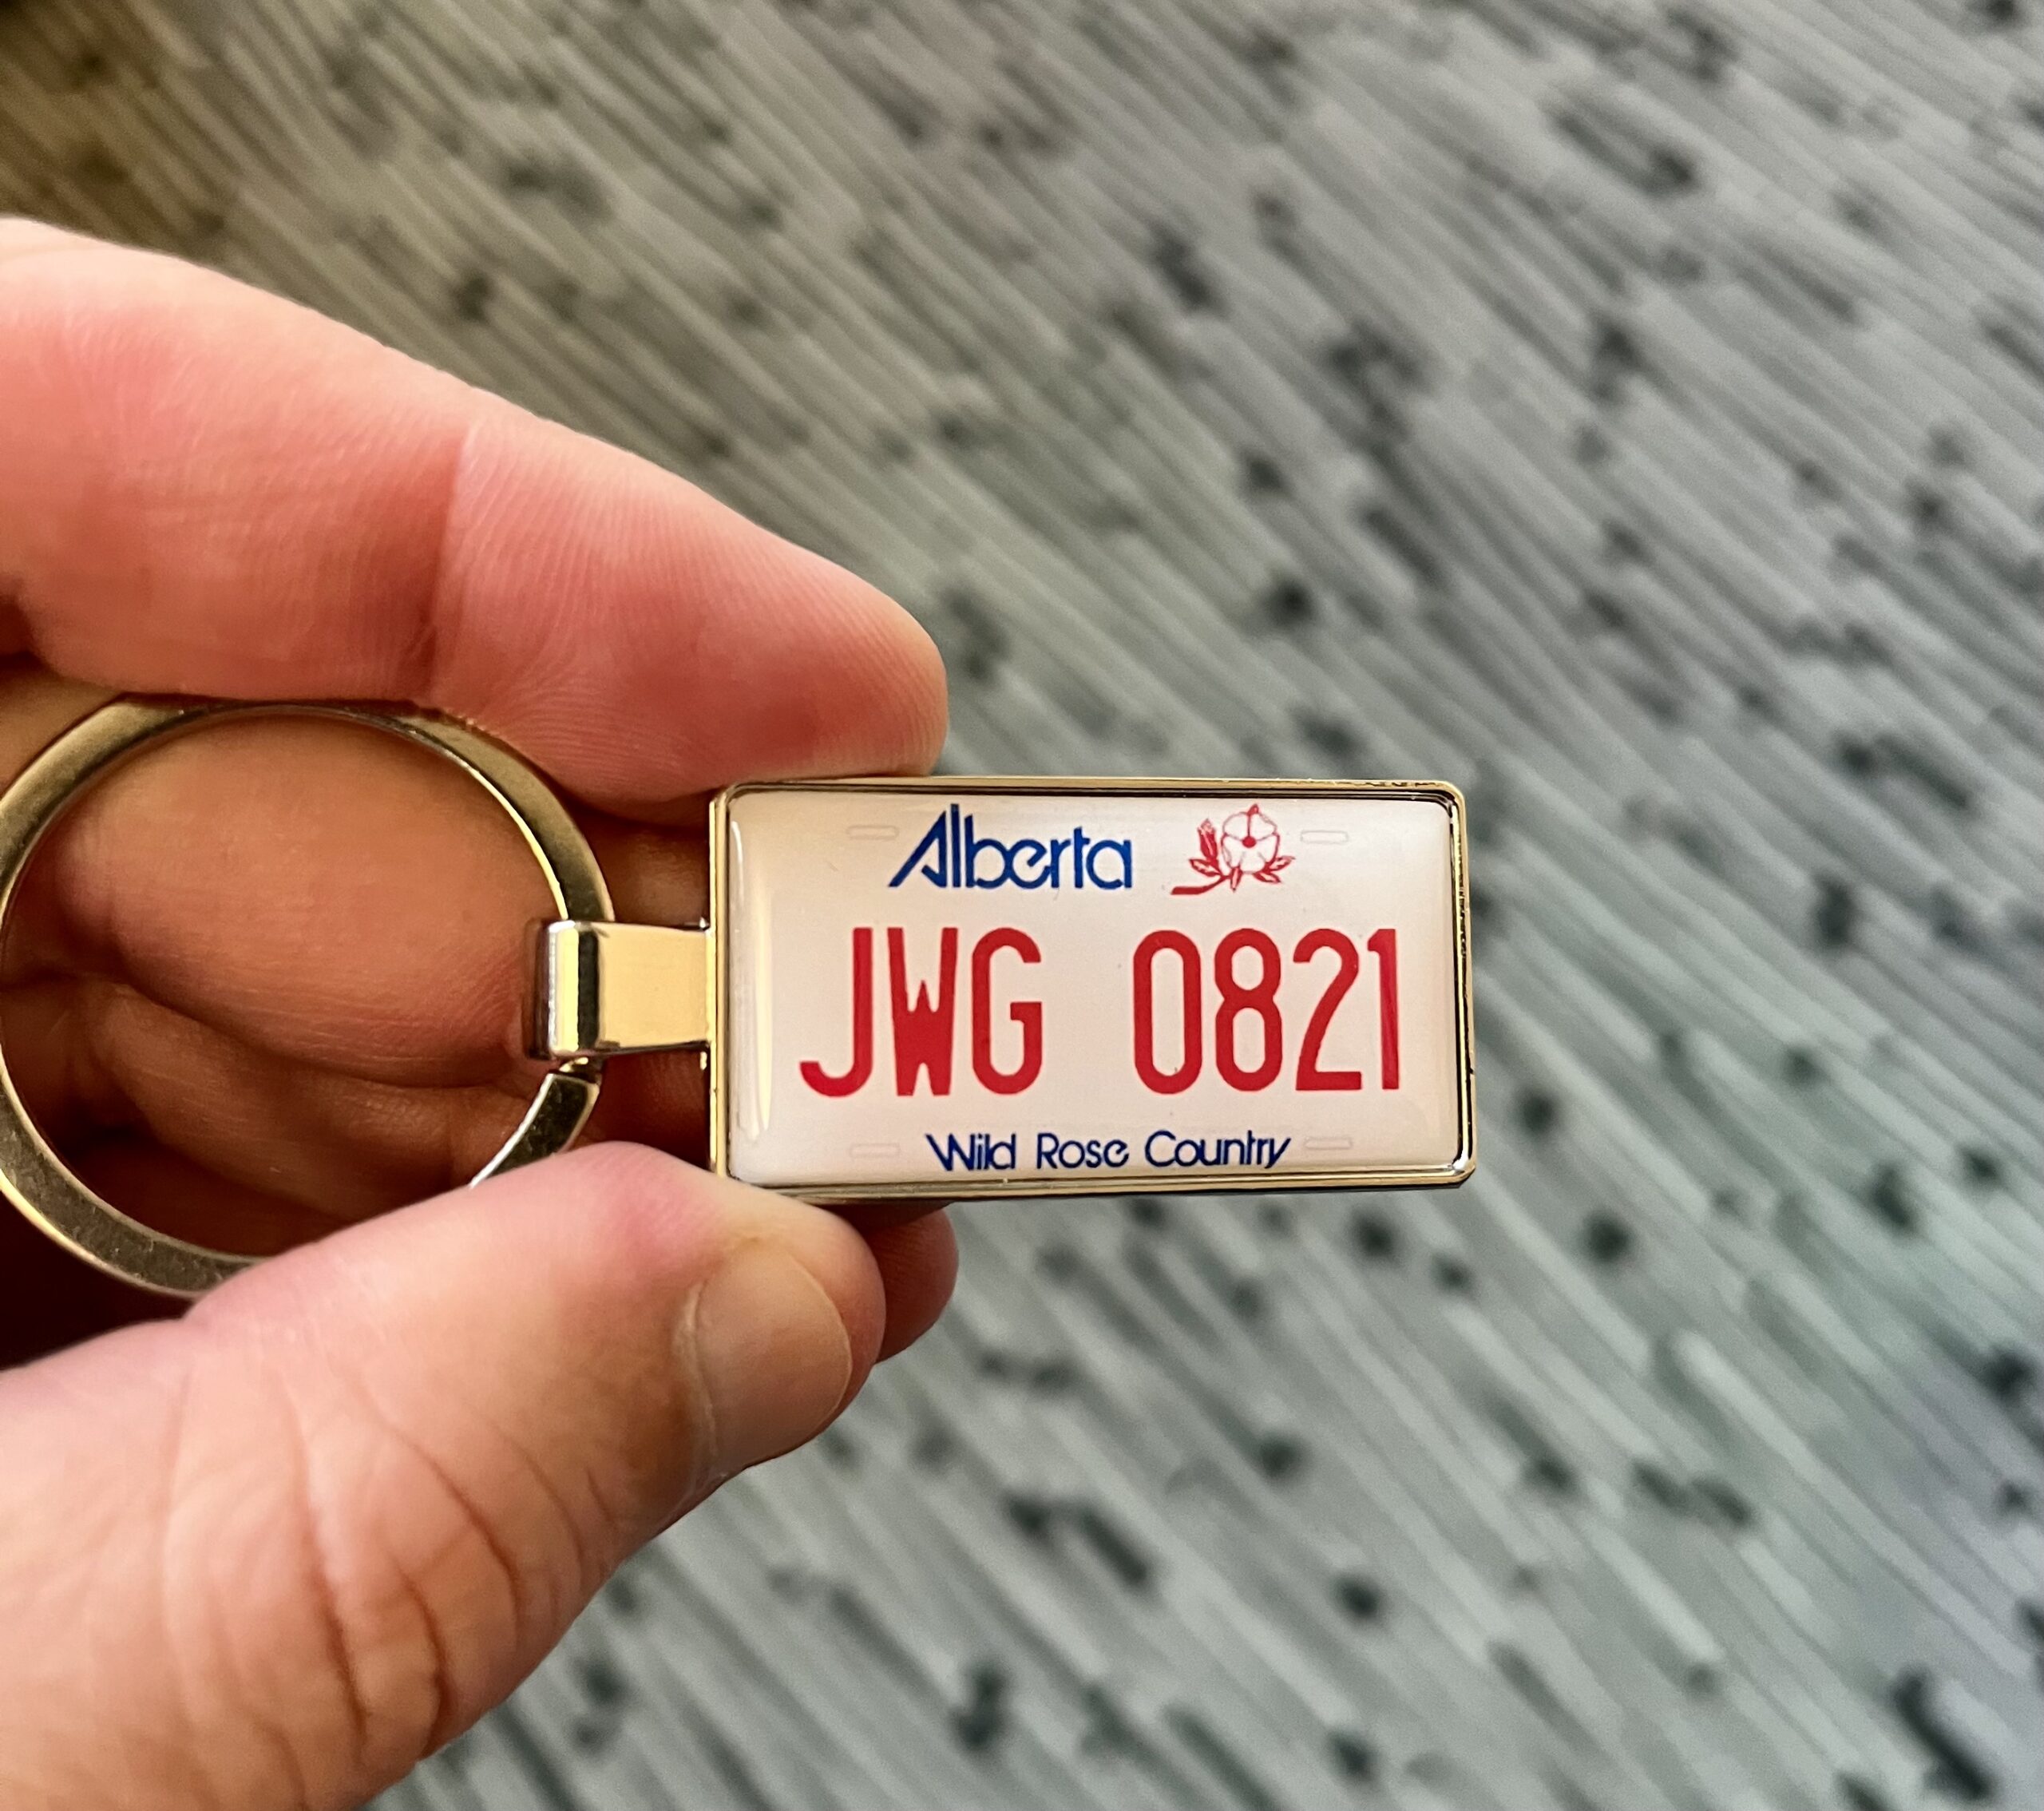 Alberta
JWG 0821
Wild Rose Country